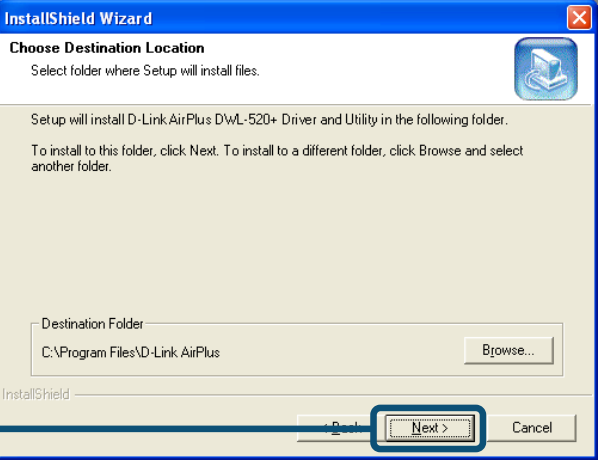 InstallShield Wizard
Choose Destination Location
Select folder where Setup will install files.
Setup will install D-Link AirPlus DWL-520+ Driver and Utility in the following folder.
To install to this folder, click Next. To install to a different folder, click Browse and select
another folder.
Destination Folder
C:\Program Files\D-Link AirPlus
Browse...
InstallShield
Next >
Cancel